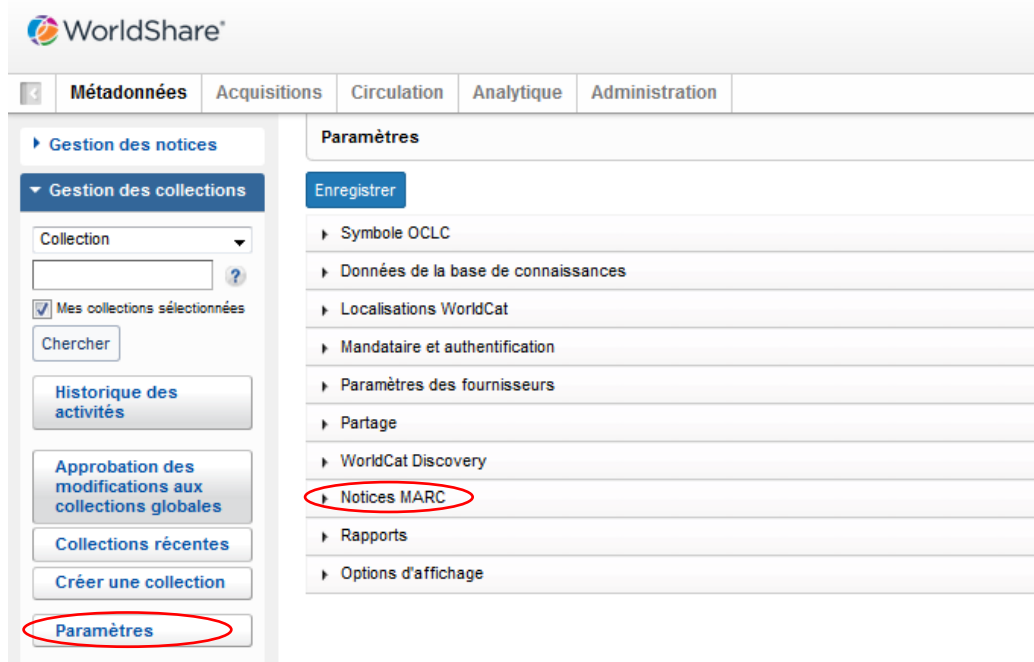 WorldShare®
Métadonnées Acquisitions Circulation Analytique Administration
Gestion des notices
Gestion des collections
Collection
?
Mes collections sélectionnées
Chercher
Historique des
activités
Approbation des
modifications aux
collections globales
Collections récentes
Créer une collection
Paramètres
Paramètres
Enregistrer
Symbole OCLC
Données de la base de connaissances
Localisations WorldCat
Mandataire et authentification
Paramètres des fournisseurs
Partage
WorldCat Discovery
Notices MARC
Rapports
Options d'affichage